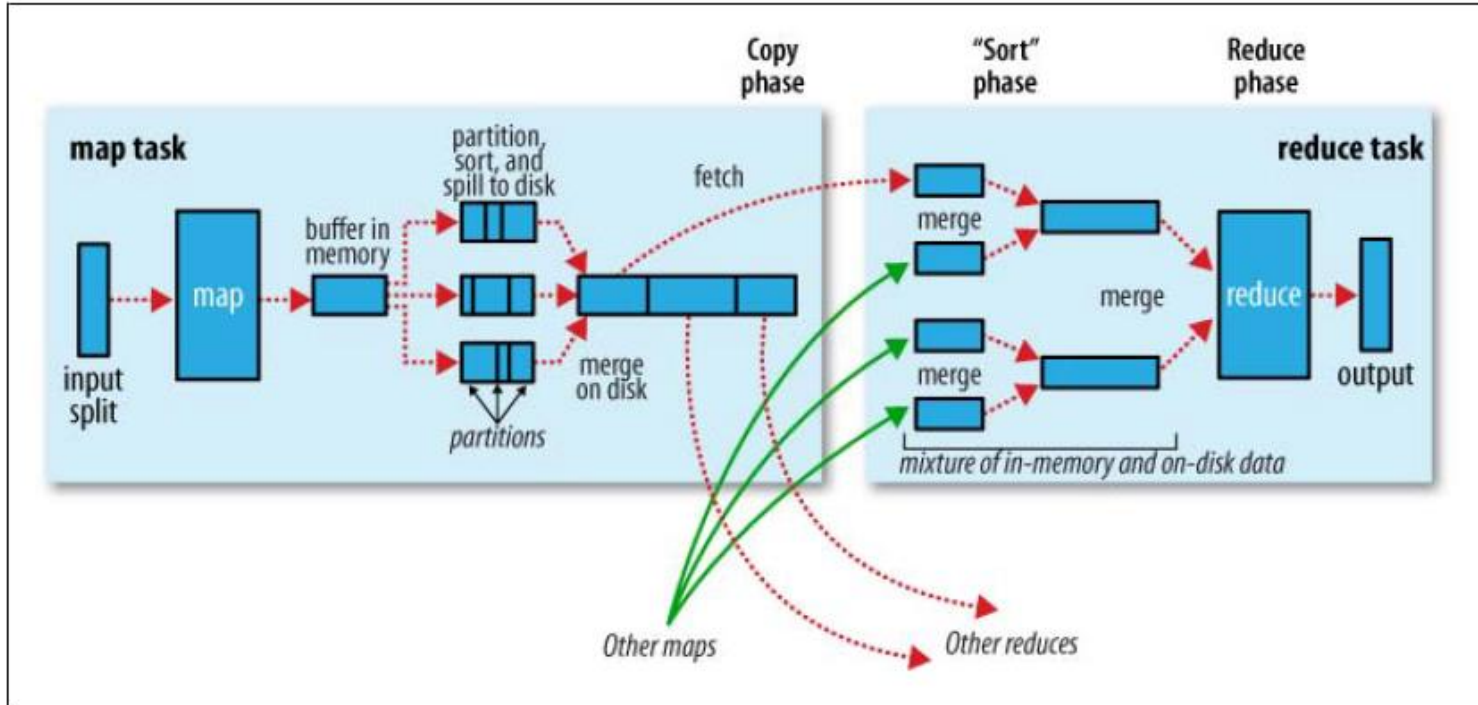 Copy
phase
“Sort”
phase
Reduce
phase
map task
partition,
sort, and
spill to disk
fetch
reduce task
buffer in
memory
merge
map
merge
reduce
input
split
merge
on disk
merge
output
partitions
mixture of in-memory and on-disk data
Other maps
Other reduces